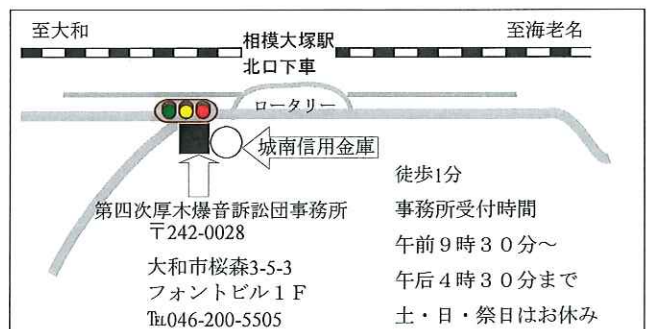 至大和
至海老名
相模大塚駅
北口下車
ロータリー
城南信用金庫
第四次厚木爆音訴訟団事務所
〒242-0028
大和市桜森3-5-3
フォントビル１Ｆ
℡046-200-5505
徒歩1分
事務所受付時間
午前９時３０分～
午后４時３０分まで
土・日・祭日はお休み